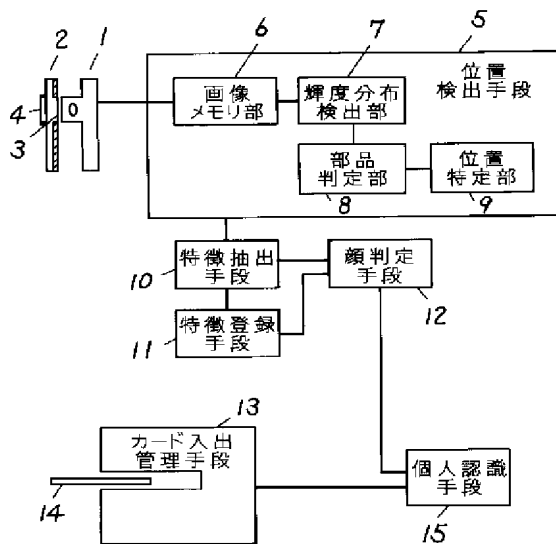 2
1
6
7
5
位置
検出手段
4
3
画像
メモリ部
輝度分布
検出部
部品
判定部
位置
特定部
8
9
特徴抽出
手段
10
顔判定
手段
12
特徴登録
手段
11
13
カード入出
管理手段
14
個人認識
手段
15